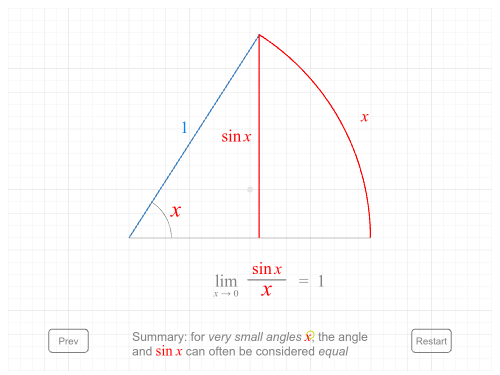 1
sin x
x
x
lim x → 0 sin x / x = 1
Prev
Summary: for very small angles x, the angle
and sin x can often be considered equal
Restart